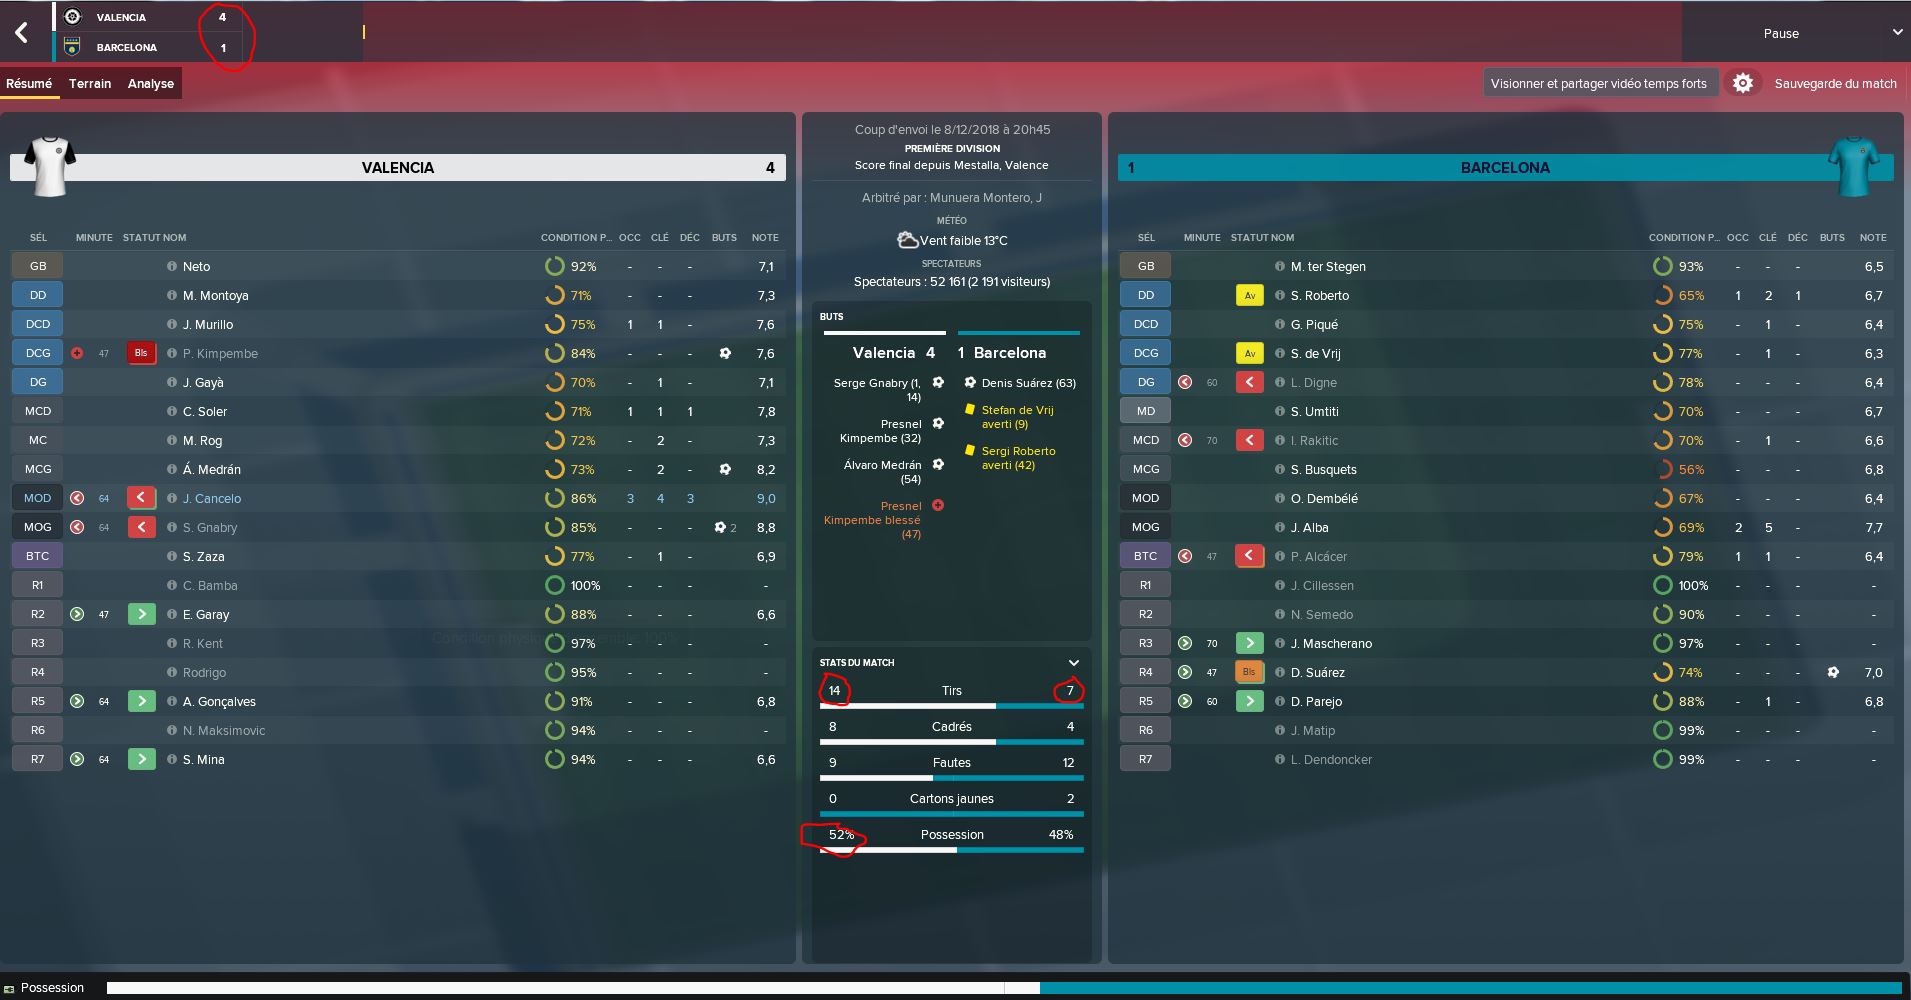 VALENCIA 4
BARCELONA 1
Pause
Résumé Terrain Analyse
Visionner et partager vidéo temps forts Sauvegarde du match
VALENCIA 4
SÉL MINUTE STATUT NOM CONDITION P... OCC CLÉ DÉC BUTS NOTE
GB Neto 92% - - - 7,1
DD M. Montoya 71% - - - 7,3
DCD J. Murillo 75% 1 1 - 7,6
DCG 47 Bls P. Kimpembe 84% - - - 7,6
DG J. Gayà 70% - 1 - 7,1
MCD C. Soler 71% 1 1 1 7,8
MC M. Rog 72% - 2 - 7,3
MCG Á. Medrán 73% - 2 - 8,2
MOD 64 J. Cancelo 86% 3 4 3 9,0
MOG 64 S. Gnabry 85% - - - 2 8,8
BTC S. Zaza 77% - 1 - 6,9
R1 C. Bamba 100% - - - -
R2 47 E. Garay 88% - - - 6,6
R3 R. Kent 97% - - - -
R4 Rodrigo 95% - - - -
R5 64 A. Gonçalves 91% - - - 6,8
R6 N. Maksimovic 94% - - - -
R7 64 S. Mina 94% - - - 6,6
Coup d'envoi le 8/12/2018 à 20h45
PREMIÈRE DIVISION
Score final depuis Mestalla, Valence
Arbitré par : Munuera Montero, J
MÉTÉO
Vent faible 13°C
SPECTATEURS
Spectateurs : 52 161 (2 191 visiteurs)
BUTS
Valencia 4 1 Barcelona
Serge Gnabry (1,
14)
Presnel
Kimpembe (32)
Álvaro Medrán
(54)
Presnel
Kimpembe blessé
(47)
Denis Suárez (63)
Stefan de Vrij
averti (9)
Sergi Roberto
averti (42)
STATS DU MATCH
14 Tirs 7
8 Cadrés 4
9 Fautes 12
0 Cartons jaunes 2
52% Possession 48%
1 BARCELONA
SÉL MINUTE STATUT NOM CONDITION P... OCC CLÉ DÉC BUTS NOTE
GB M. ter Stegen 93% - - - 6,5
DD Av S. Roberto 65% 1 2 1 6,7
DCD G. Piqué 75% - 1 - 6,4
DCG Av S. de Vrij 77% - 1 - 6,3
DG 60 L. Digne 78% - - - 6,4
MD S. Umtiti 70% - - - 6,7
MCD 70 I. Rakitic 70% - 1 - 6,6
MCG S. Busquets 56% - - - 6,8
MOD O. Dembélé 67% - - - 6,4
MOG J. Alba 69% 2 5 - 7,7
BTC 47 P. Alcácer 79% 1 1 - 6,4
R1 J. Cillessen 100% - - - -
R2 N. Semedo 90% - - - -
R3 70 J. Mascherano 97% - - - -
R4 47 Bls D. Suárez 74% - - - 7,0
R5 60 D. Parejo 88% - 1 - 6,8
R6 J. Matip 99% - - - -
R7 L. Dendoncker 99% - - - -
Possession